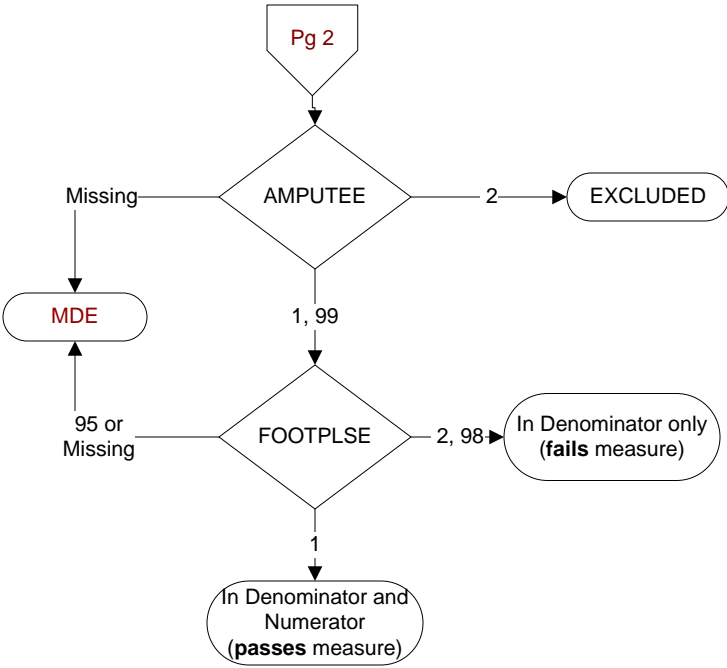 Pg 2
Missing
AMPUTEE
2
EXCLUDED
MDE
1, 99
95 or
Missing
FOOTPLSE
2, 98
In Denominator only
(fails measure)
1
In Denominator and
Numerator
(passes measure)